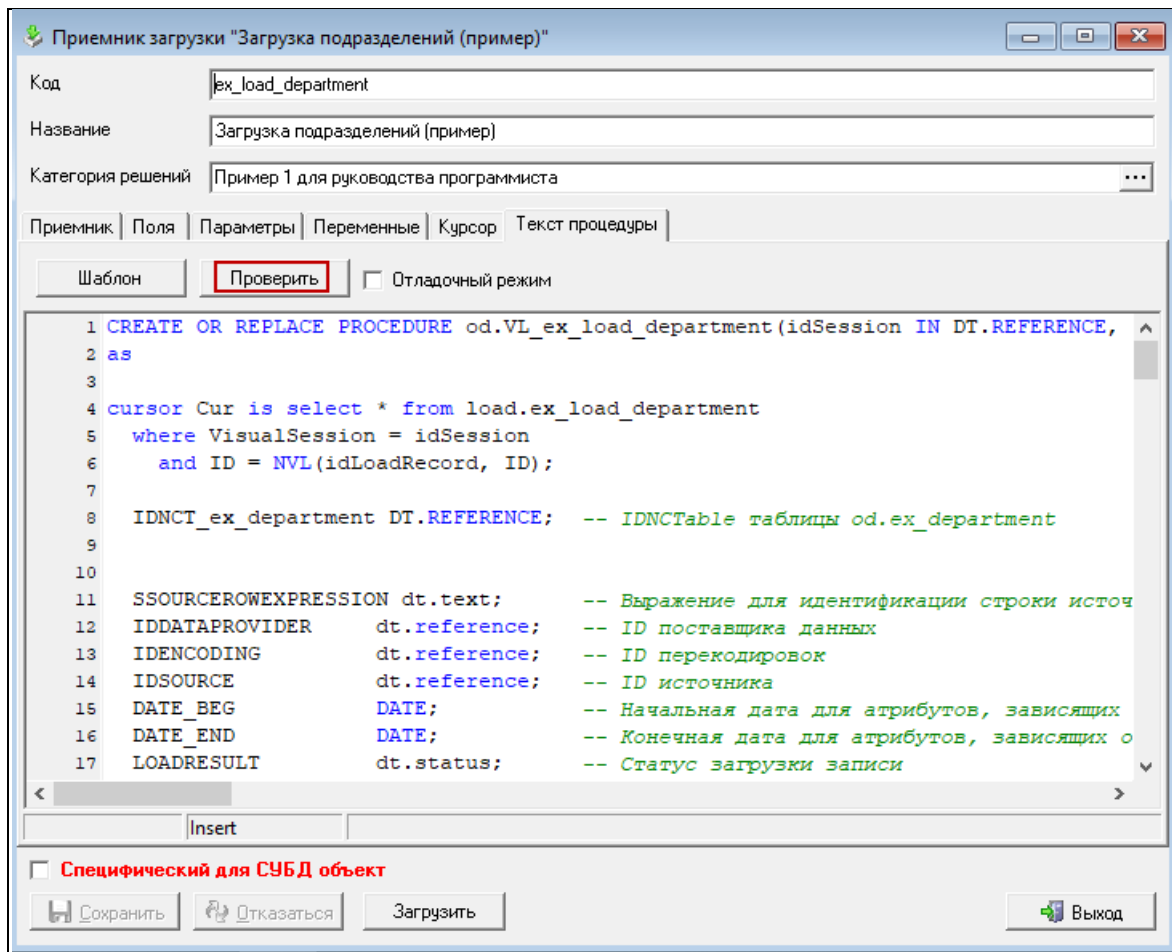 Приемник загрузки "Загрузка подразделений (пример)"
Код ex_load_department
Название Загрузка подразделений (пример)
Категория решений Пример 1 для руководства программиста ...
Приемник Поля Параметры Переменные Курсор Текст процедуры
Шаблон Проверить Отладочный режим
1 CREATE OR REPLACE PROCEDURE od.VL_ex_load_department(idSession IN DT.REFERENCE,
2 as
3
4 cursor Cur is select * from load.ex_load_department
5 where VisualSession = idSession
6 and ID = NVL(idLoadRecord, ID);
7
8 IDNCT_ex_department DT.REFERENCE; -- IDNCTable таблицы od.ex_department
9
10
11 SSOURCEROWEXPRESSION dt.text; -- Выражение для идентификации строки источ
12 IDDATAPROVIDER dt.reference; -- ID поставщика данных
13 IDENCODING dt.reference; -- ID перекодировок
14 IDSOURCE dt.reference; -- ID источника
15 DATE_BEG DATE; -- Начальная дата для атрибутов, зависящих
16 DATE_END DATE; -- Конечная дата для атрибутов, зависящих о
17 LOADRESULT dt.status; -- Статус загрузки записи
Insert
Специфический для СУБД объект
Сохранить Отказаться Загрузить Выход